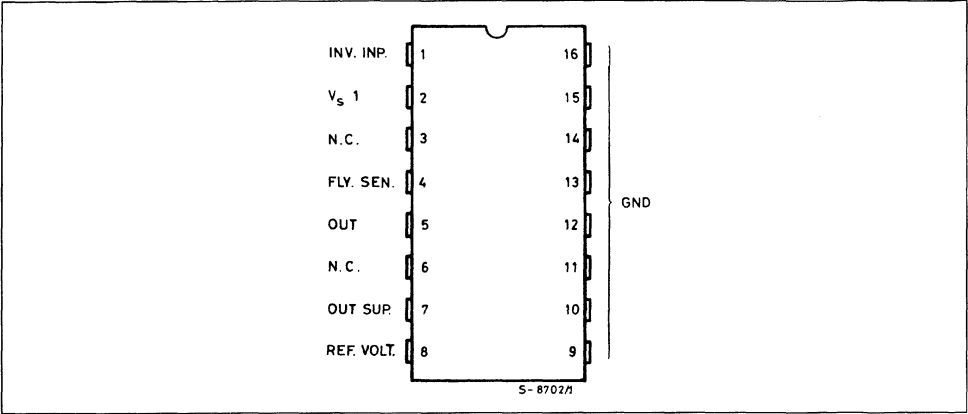 INV. INP. 1 16
Vs 1 2 15
N.C. 3 14
FLY. SEN. 4 13
OUT 5 12
N.C. 6 11
OUT SUP. 7 10
REF. VOLT. 8 9
GND
S-8702/1